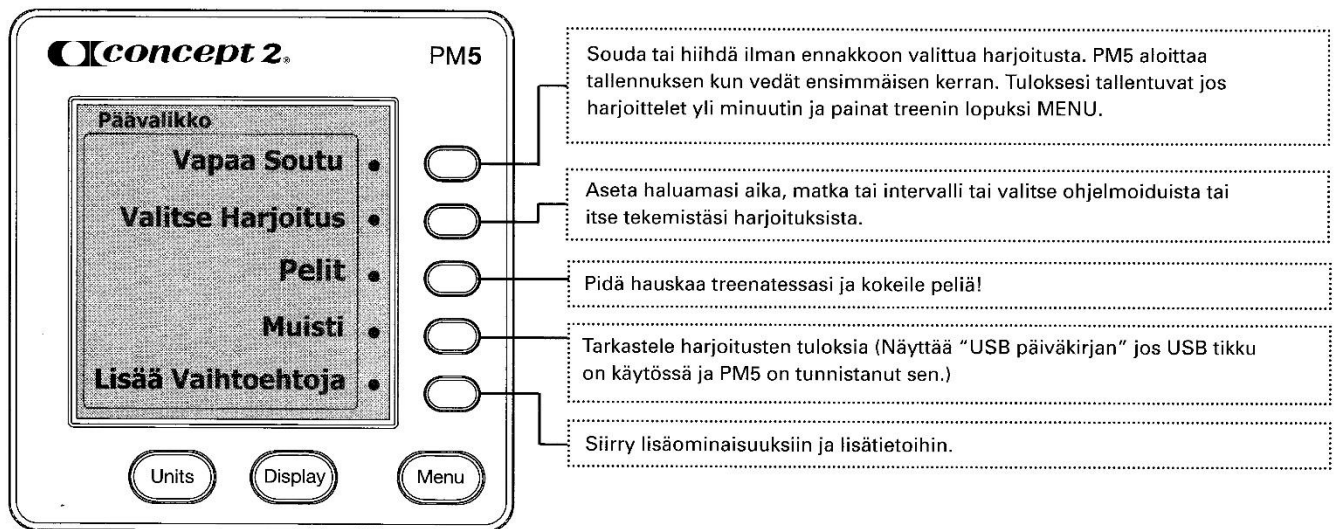 concept 2®
PM5
Päävalikko
Vapaa Soutu
Valitse Harjoitus
Pelit
Muisti
Lisää Vaihtoehtoja
Units
Display
Menu
Souda tai hiihdä ilman ennakkoon valittua harjoitusta. PM5 aloittaa
tallennuksen kun vedät ensimmäisen kerran. Tuloksesi tallentuvat jos
harjoittelet yli minuutin ja painat treenin lopuksi MENU.
Aseta haluamasi aika, matka tai intervalli tai valitse ohjelmoiduista tai
itse tekemistäsi harjoituksista.
Pidä hauskaa treenatessasi ja kokeile peliä!
Tarkastele harjoitusten tuloksia (Näyttää "USB päiväkirjan" jos USB tikku
on käytössä ja PM5 on tunnistanut sen.)
Siirry lisäominaisuuksiin ja lisätietoihin.